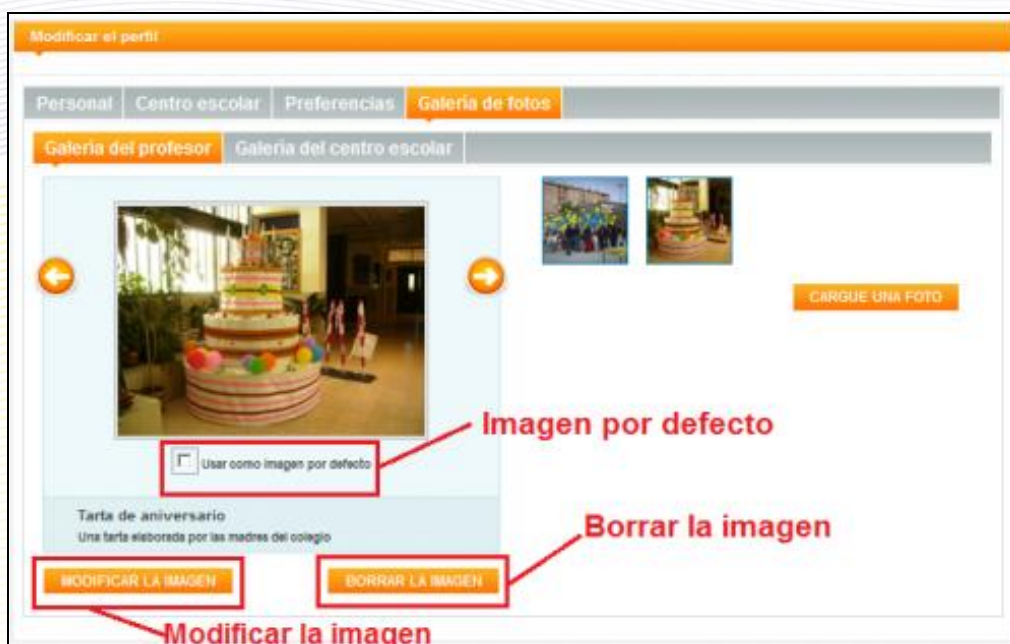 Modificar el perfil
Personal Centro escolar Preferencias Galería de fotos
Galería del profesor Galería del centro escolar
CARGUE UNA FOTO
Imagen por defecto
Usar como imagen por defecto
Tarta de aniversario
Una tarta elaborada por las madres del colegio
Borrar la imagen
MODIFICAR LA IMAGEN BORRAR LA IMAGEN
Modificar la imagen